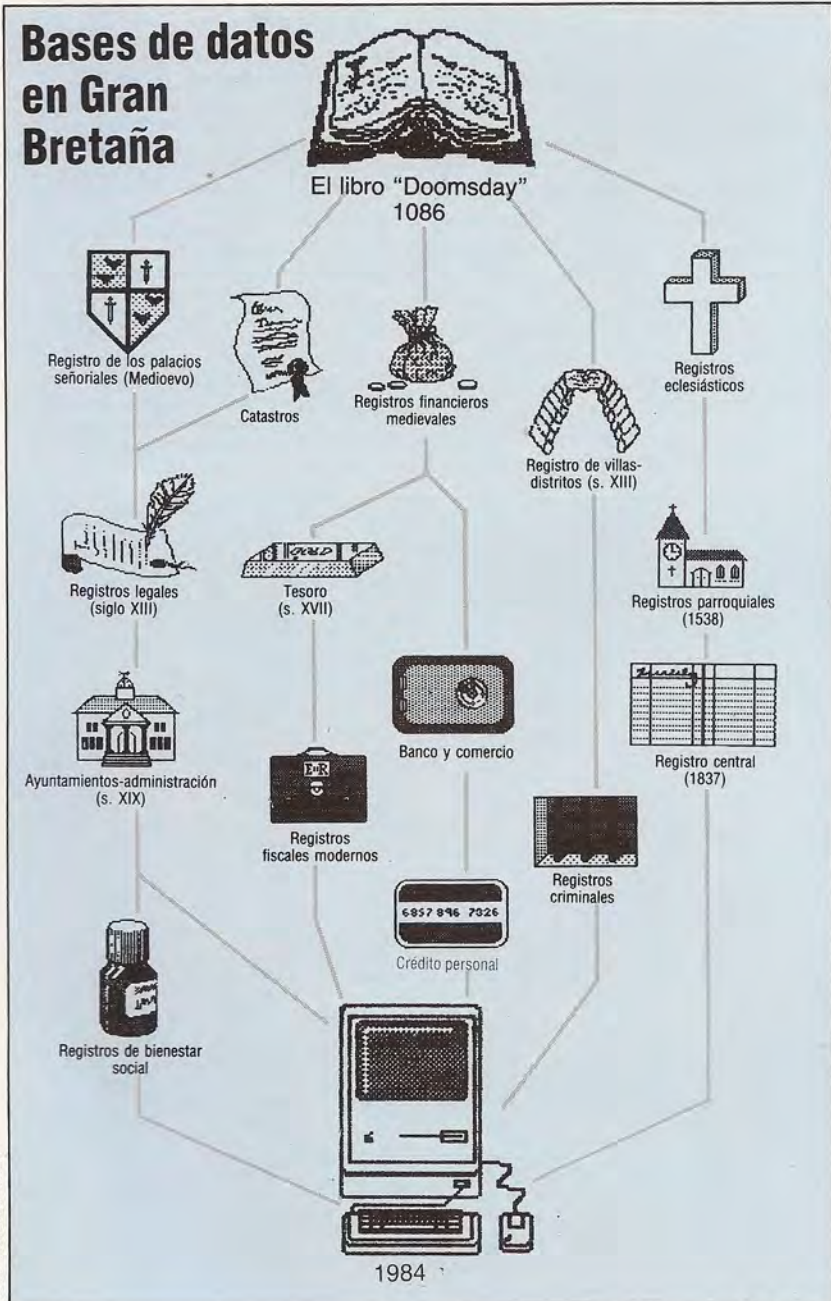 Bases de datos
en Gran
Bretaña
El libro "Doomsday"
1086
Registro de los palacios
señoriales (Medioevo)
Catastros
Registros financieros
medievales
Registro de villas-
distritos (s. XIII)
Registros
eclesiásticos
Registros legales
(siglo XIII)
Tesoro
(s. XVII)
Registros parroquiales
(1538)
Banco y comercio
Registro central
(1837)
Ayuntamientos-administración
(s. XIX)
EIIR
Registros
fiscales modernos
Registros
criminales
6857 896 7326
Crédito personal
Registros de bienestar
social
1984